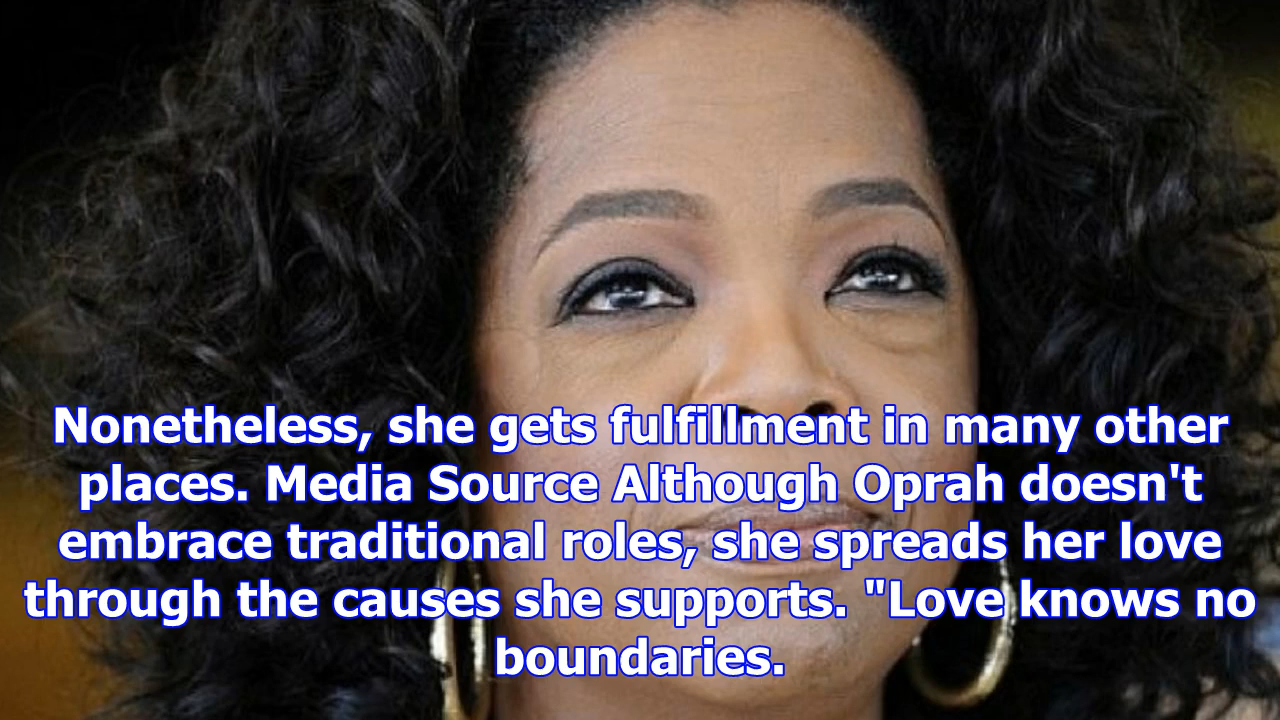 Nonetheless, she gets fulfillment in many other
places. Media Source Although Oprah doesn't
embrace traditional roles, she spreads her love
through the causes she supports. "Love knows no
boundaries.